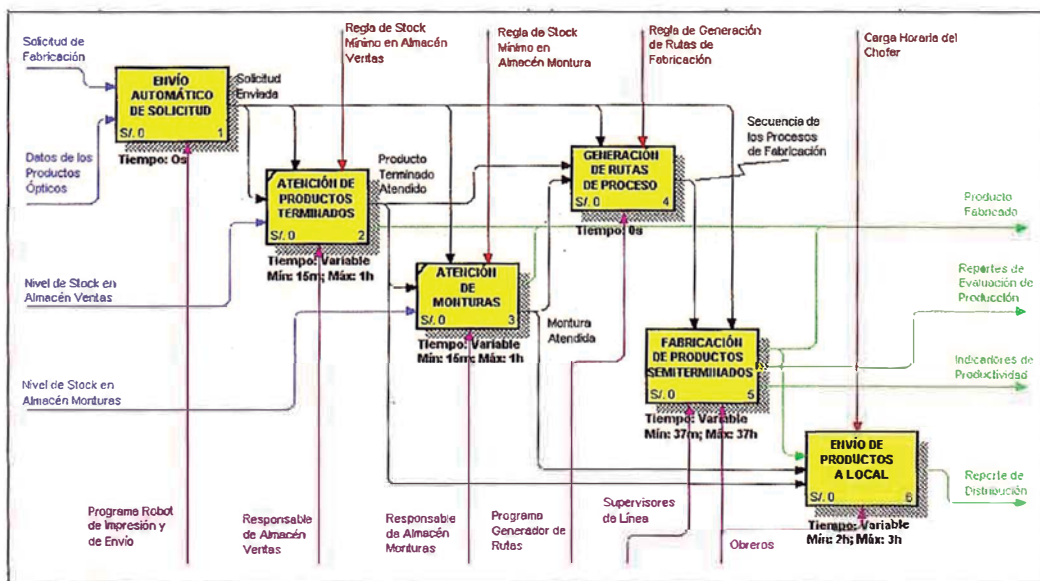 Solicitud de
Fabricación
Regla de Stock
Mínimo en Almacén
Ventas
Regla de Stock
Mínimo en
Almacén Montura
Regla de Generación
de Rutas de
Fabricación
Carga Horaria del
Chofer
ENVÍO
AUTOMÁTICO
DE SOLICITUD
S/. 0 1
Tiempo: 0s
Solicitud
Enviada
Datos de los
Productos
Ópticos
ATENCIÓN DE
PRODUCTOS
TERMINADOS
S/. 0 2
Tiempo: Variable
Mín: 15m; Máx: 1h
Producto
Terminado
Atendido
GENERACIÓN
DE RUTAS
DE PROCESO
S/. 0 4
Tiempo: 0s
Secuencia de
los Procesos
de Fabricación
Producto
Fabricado
Nivel de Stock en
Almacén Ventas
ATENCIÓN
DE
MONTURAS
S/. 0 3
Tiempo: Variable
Mín: 15m; Máx: 1h
Montura
Atendida
Reportes de
Evaluación de
Producción
FABRICACIÓN
DE PRODUCTOS
SEMITERMINADOS
S/. 0 5
Tiempo: Variable
Mín: 37m; Máx: 37h
Indicadores de
Productividad
Nivel de Stock en
Almacén Monturas
ENVÍO DE
PRODUCTOS
A LOCAL
S/. 0 6
Tiempo: Variable
Mín: 2h; Máx: 3h
Reporte de
Distribución
Programa Robot
de Impresión y
de Envío
Responsable
de Almacén
Ventas
Responsable
de Almacén
Monturas
Programa
Generador de
Rutas
Supervisores
de Línea
Obreros